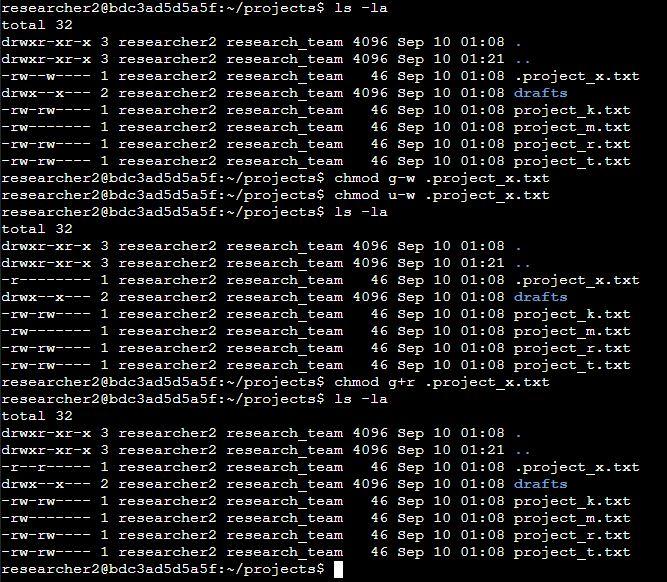 researcher2@bdc3ad5d5a5f:~/projects$ ls -la
total 32
drwxr-xr-x 3 researcher2 research_team 4096 Sep 10 01:08 .
drwxr-xr-x 3 researcher2 research_team 4096 Sep 10 01:21 ..
-rw--w---- 1 researcher2 research_team   46 Sep 10 01:08 .project_x.txt
drwx--x--- 2 researcher2 research_team 4096 Sep 10 01:08 drafts
-rw-rw---- 1 researcher2 research_team   46 Sep 10 01:08 project_k.txt
-rw------- 1 researcher2 research_team   46 Sep 10 01:08 project_m.txt
-rw-rw---- 1 researcher2 research_team   46 Sep 10 01:08 project_r.txt
-rw-rw---- 1 researcher2 research_team   46 Sep 10 01:08 project_t.txt
researcher2@bdc3ad5d5a5f:~/projects$ chmod g-w .project_x.txt
researcher2@bdc3ad5d5a5f:~/projects$ chmod u-w .project_x.txt
researcher2@bdc3ad5d5a5f:~/projects$ ls -la
total 32
drwxr-xr-x 3 researcher2 research_team 4096 Sep 10 01:08 .
drwxr-xr-x 3 researcher2 research_team 4096 Sep 10 01:21 ..
-r-------- 1 researcher2 research_team   46 Sep 10 01:08 .project_x.txt
drwx--x--- 2 researcher2 research_team 4096 Sep 10 01:08 drafts
-rw-rw---- 1 researcher2 research_team   46 Sep 10 01:08 project_k.txt
-rw------- 1 researcher2 research_team   46 Sep 10 01:08 project_m.txt
-rw-rw---- 1 researcher2 research_team   46 Sep 10 01:08 project_r.txt
-rw-rw---- 1 researcher2 research_team   46 Sep 10 01:08 project_t.txt
researcher2@bdc3ad5d5a5f:~/projects$ chmod g+r .project_x.txt
researcher2@bdc3ad5d5a5f:~/projects$ ls -la
total 32
drwxr-xr-x 3 researcher2 research_team 4096 Sep 10 01:08 .
drwxr-xr-x 3 researcher2 research_team 4096 Sep 10 01:21 ..
-r--r----- 1 researcher2 research_team   46 Sep 10 01:08 .project_x.txt
drwx--x--- 2 researcher2 research_team 4096 Sep 10 01:08 drafts
-rw-rw---- 1 researcher2 research_team   46 Sep 10 01:08 project_k.txt
-rw------- 1 researcher2 research_team   46 Sep 10 01:08 project_m.txt
-rw-rw---- 1 researcher2 research_team   46 Sep 10 01:08 project_r.txt
-rw-rw---- 1 researcher2 research_team   46 Sep 10 01:08 project_t.txt
researcher2@bdc3ad5d5a5f:~/projects$